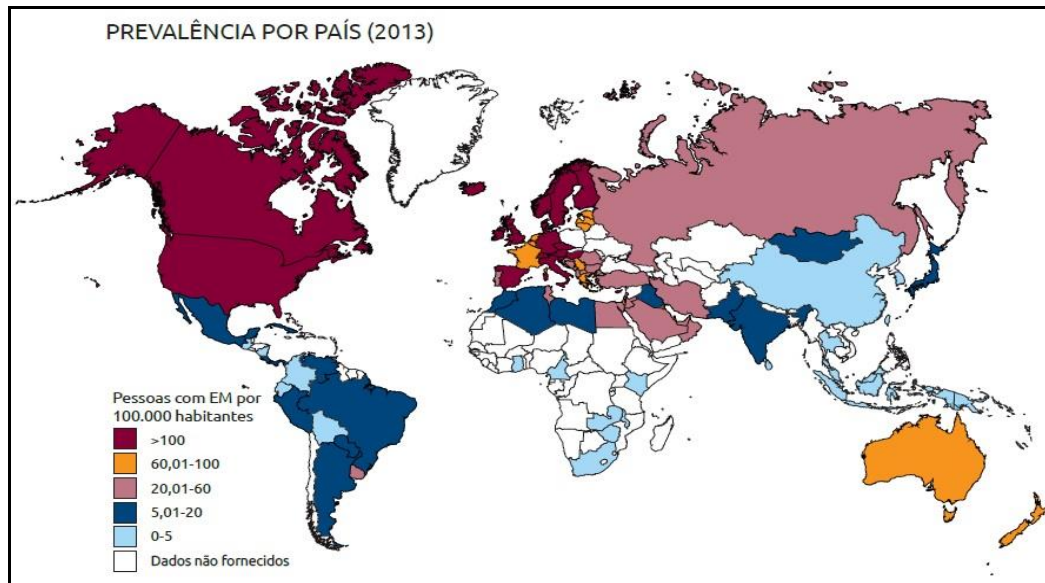 PREVALÊNCIA POR PAÍS (2013)
Pessoas com EM por
100.000 habitantes
>100
60,01-100
20,01-60
5,01-20
0-5
Dados não fornecidos